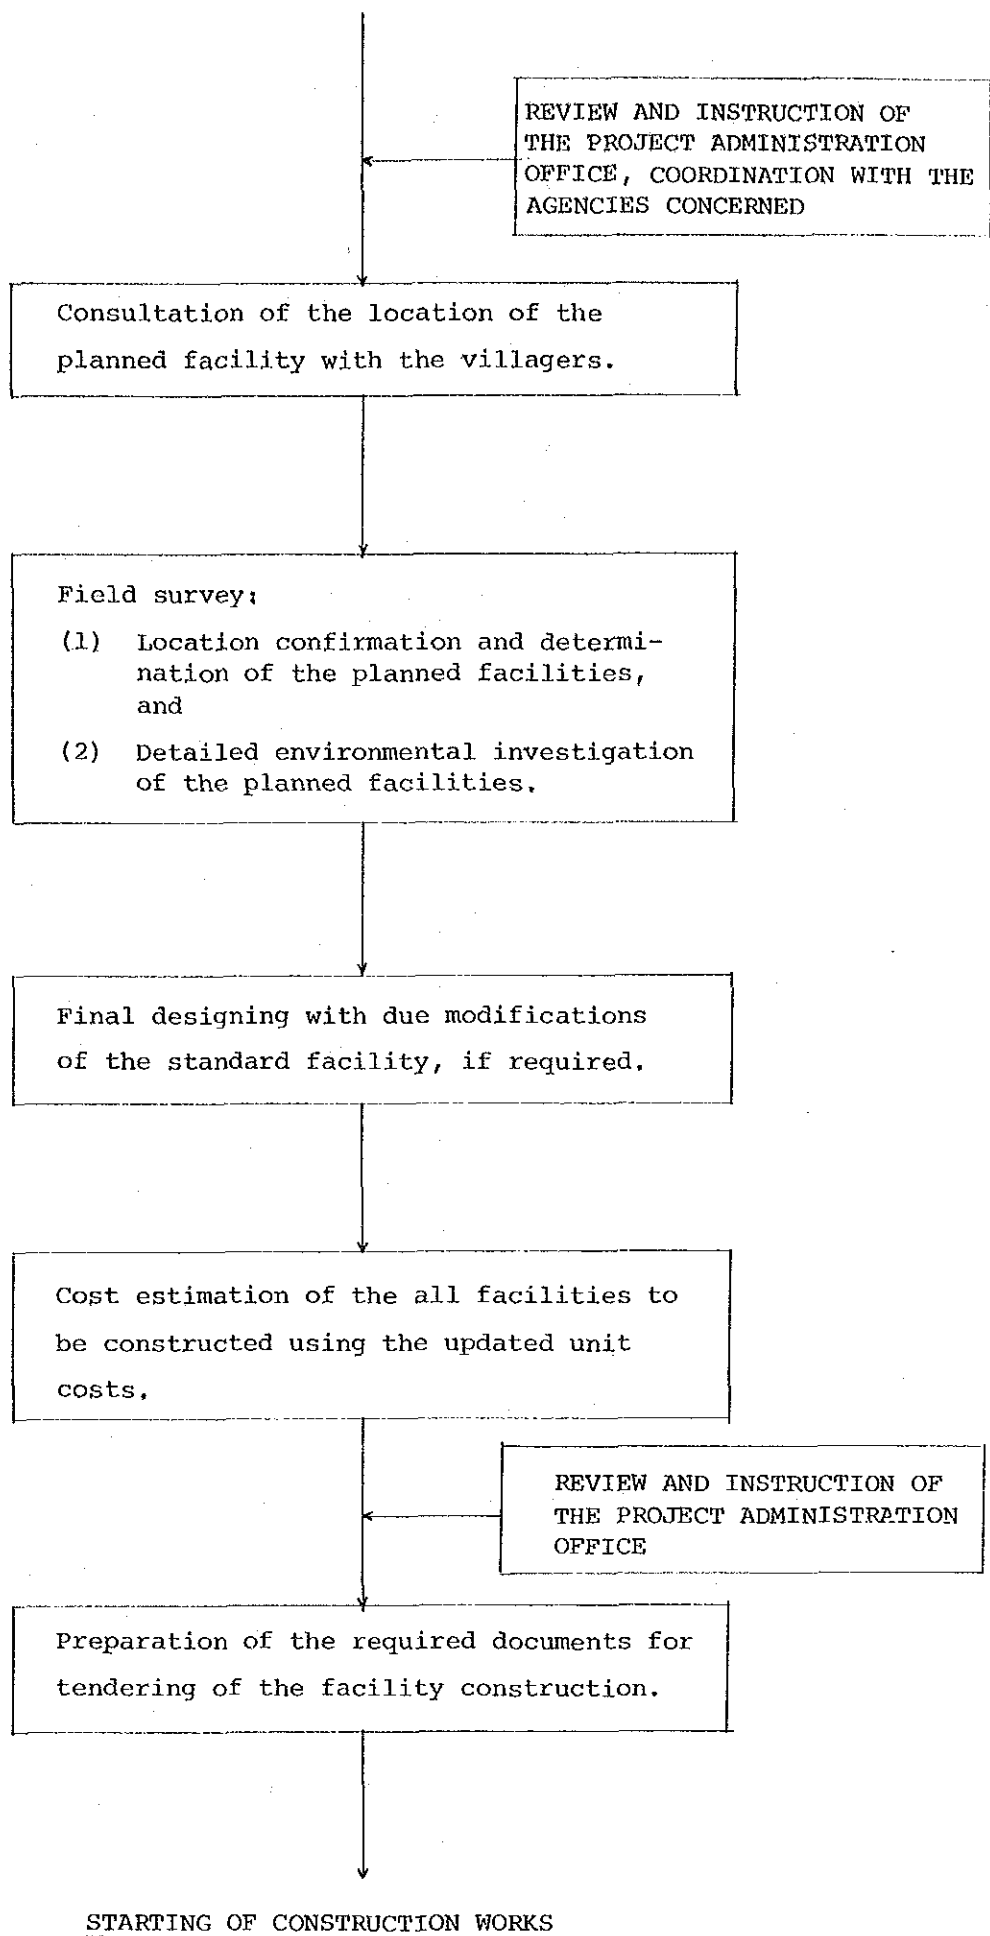 REVIEW AND INSTRUCTION OF
THE PROJECT ADMINISTRATION
OFFICE, COORDINATION WITH THE
AGENCIES CONCERNED
Consultation of the location of the
planned facility with the villagers.
Field survey:
(1) Location confirmation and determi-
nation of the planned facilities,
and
(2) Detailed environmental investigation
of the planned facilities.
Final designing with due modifications
of the standard facility, if required.
Cost estimation of the all facilities to
be constructed using the updated unit
costs.
REVIEW AND INSTRUCTION OF
THE PROJECT ADMINISTRATION
OFFICE
Preparation of the required documents for
tendering of the facility construction.
STARTING OF CONSTRUCTION WORKS